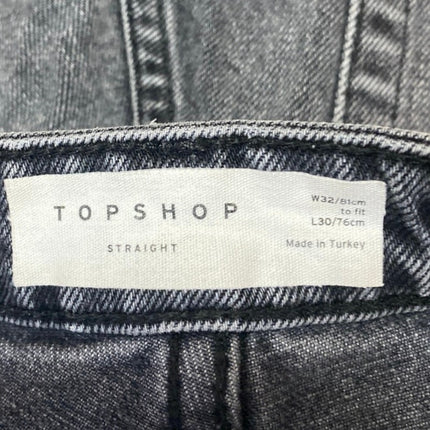 TOPSHOP
STRAIGHT
W32/81cm
to fit
L30/76cm
Made in Turkey